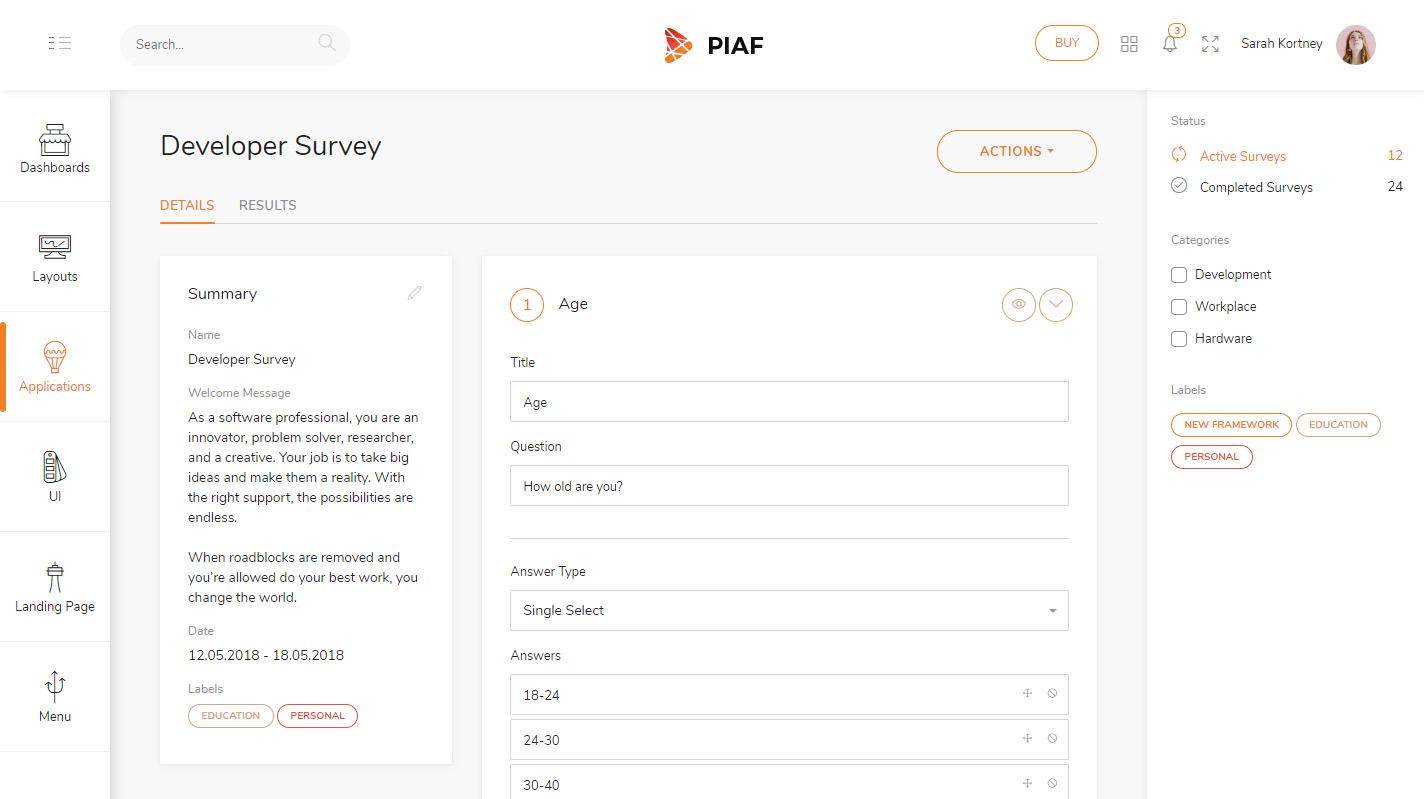 Search...
PIAF
BUY
3
Sarah Kortney
Dashboards
Layouts
Applications
UI
Landing Page
Menu
Developer Survey
ACTIONS
DETAILS
RESULTS
Summary
Name
Developer Survey
Welcome Message
As a software professional, you are an
innovator, problem solver, researcher,
and a creative. Your job is to take big
ideas and make them a reality. With
the right support, the possibilities are
endless.
When roadblocks are removed and
you’re allowed do your best work, you
change the world.
Date
12.05.2018 - 18.05.2018
Labels
EDUCATION
PERSONAL
1
Age
Title
Age
Question
How old are you?
Answer Type
Single Select
Answers
18-24
24-30
30-40
Status
Active Surveys 12
Completed Surveys 24
Categories
Development
Workplace
Hardware
Labels
NEW FRAMEWORK
EDUCATION
PERSONAL